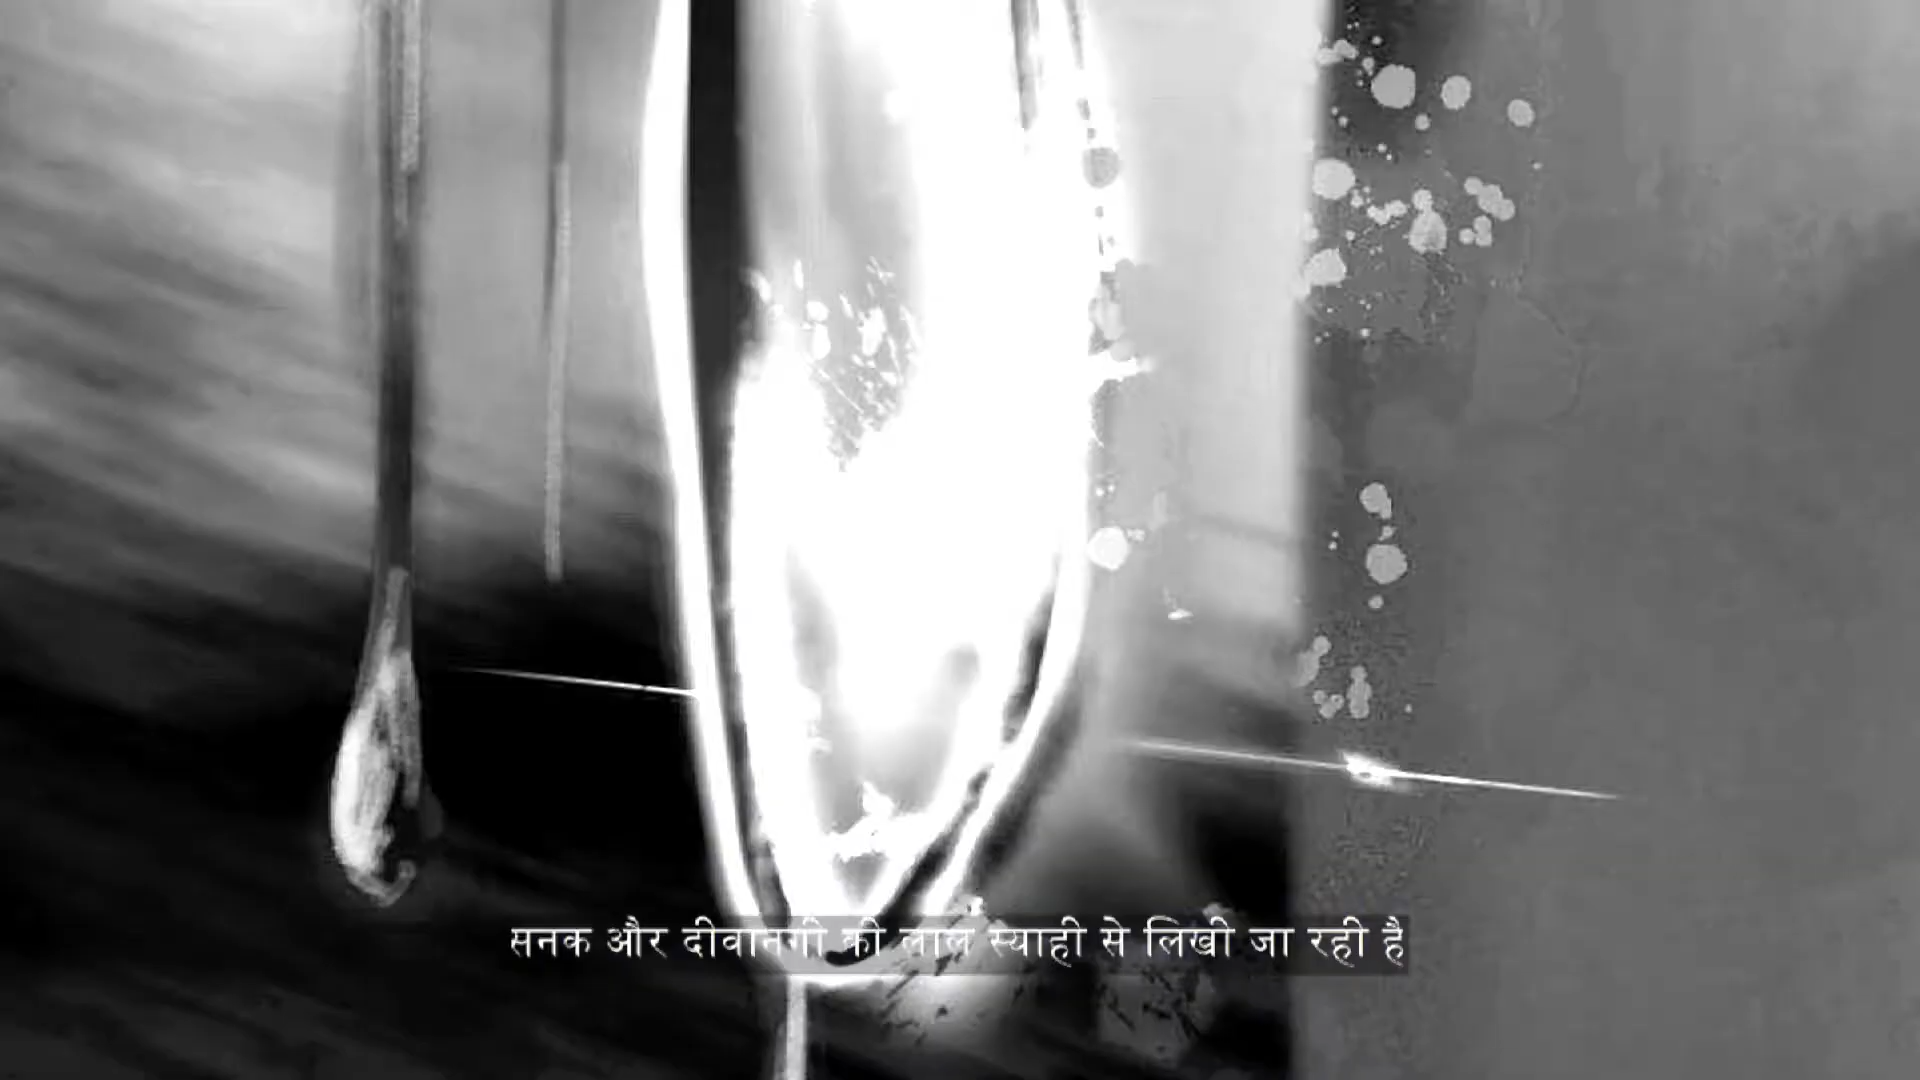 सनक और दीवानगी की लाल स्याही से लिखी जा रही है